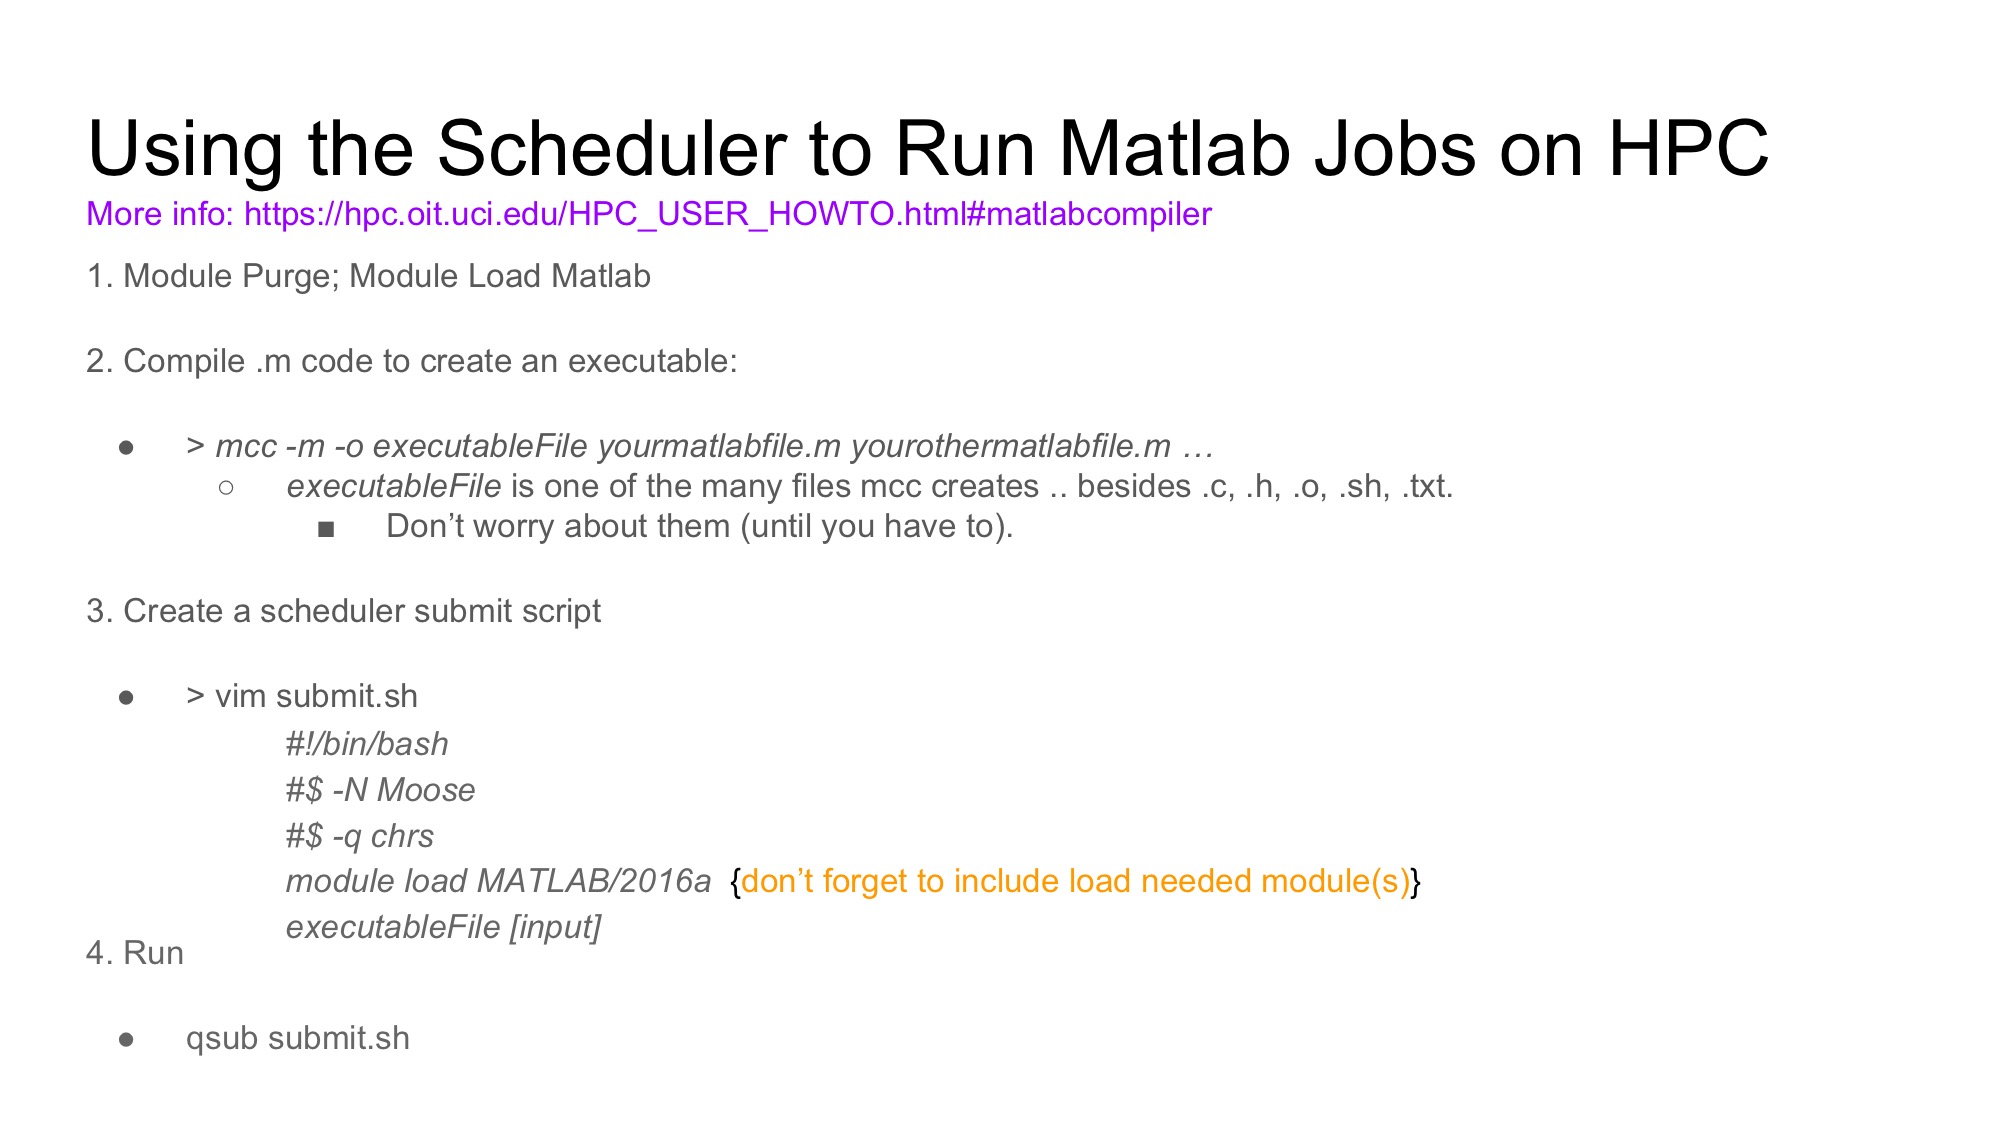 Using the Scheduler to Run Matlab Jobs on HPC
More info: https://hpc.oit.uci.edu/HPC_USER_HOWTO.html#matlabcompiler
1. Module Purge; Module Load Matlab
2. Compile .m code to create an executable:
● > mcc -m -o executableFile yourmatlabfile.m yourothermatlabfile.m …
○ executableFile is one of the many files mcc creates .. besides .c, .h, .o, .sh, .txt.
■ Don’t worry about them (until you have to).
3. Create a scheduler submit script
● > vim submit.sh
#!/bin/bash
#$ -N Moose
#$ -q chrs
module load MATLAB/2016a {don’t forget to include load needed module(s)}
executableFile [input]
4. Run
● qsub submit.sh